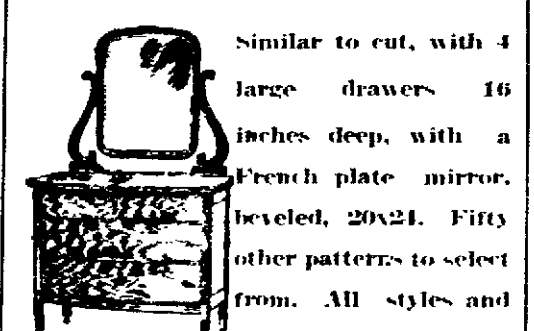 Similar to cut, with 4
large drawers 16
inches deep, with a
French plate mirror,
beveled, 20x24. Fifty
other patterns to select
from. All styles and